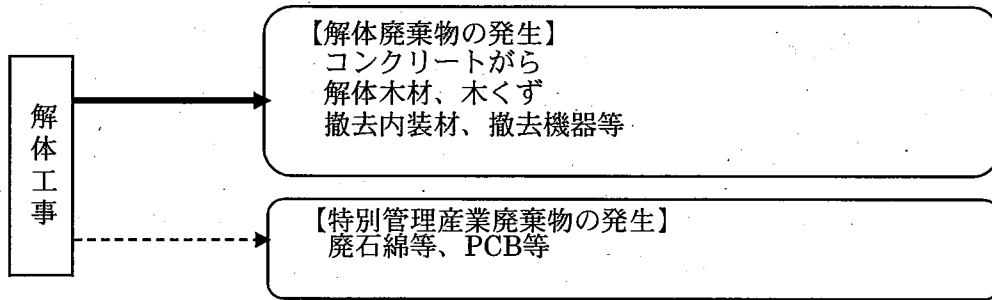 解体工事
【解体廃棄物の発生】
コンクリートがら
解体木材、木くず
撤去内装材、撤去機器等
【特別管理産業廃棄物の発生】
廃石綿等、PCB等